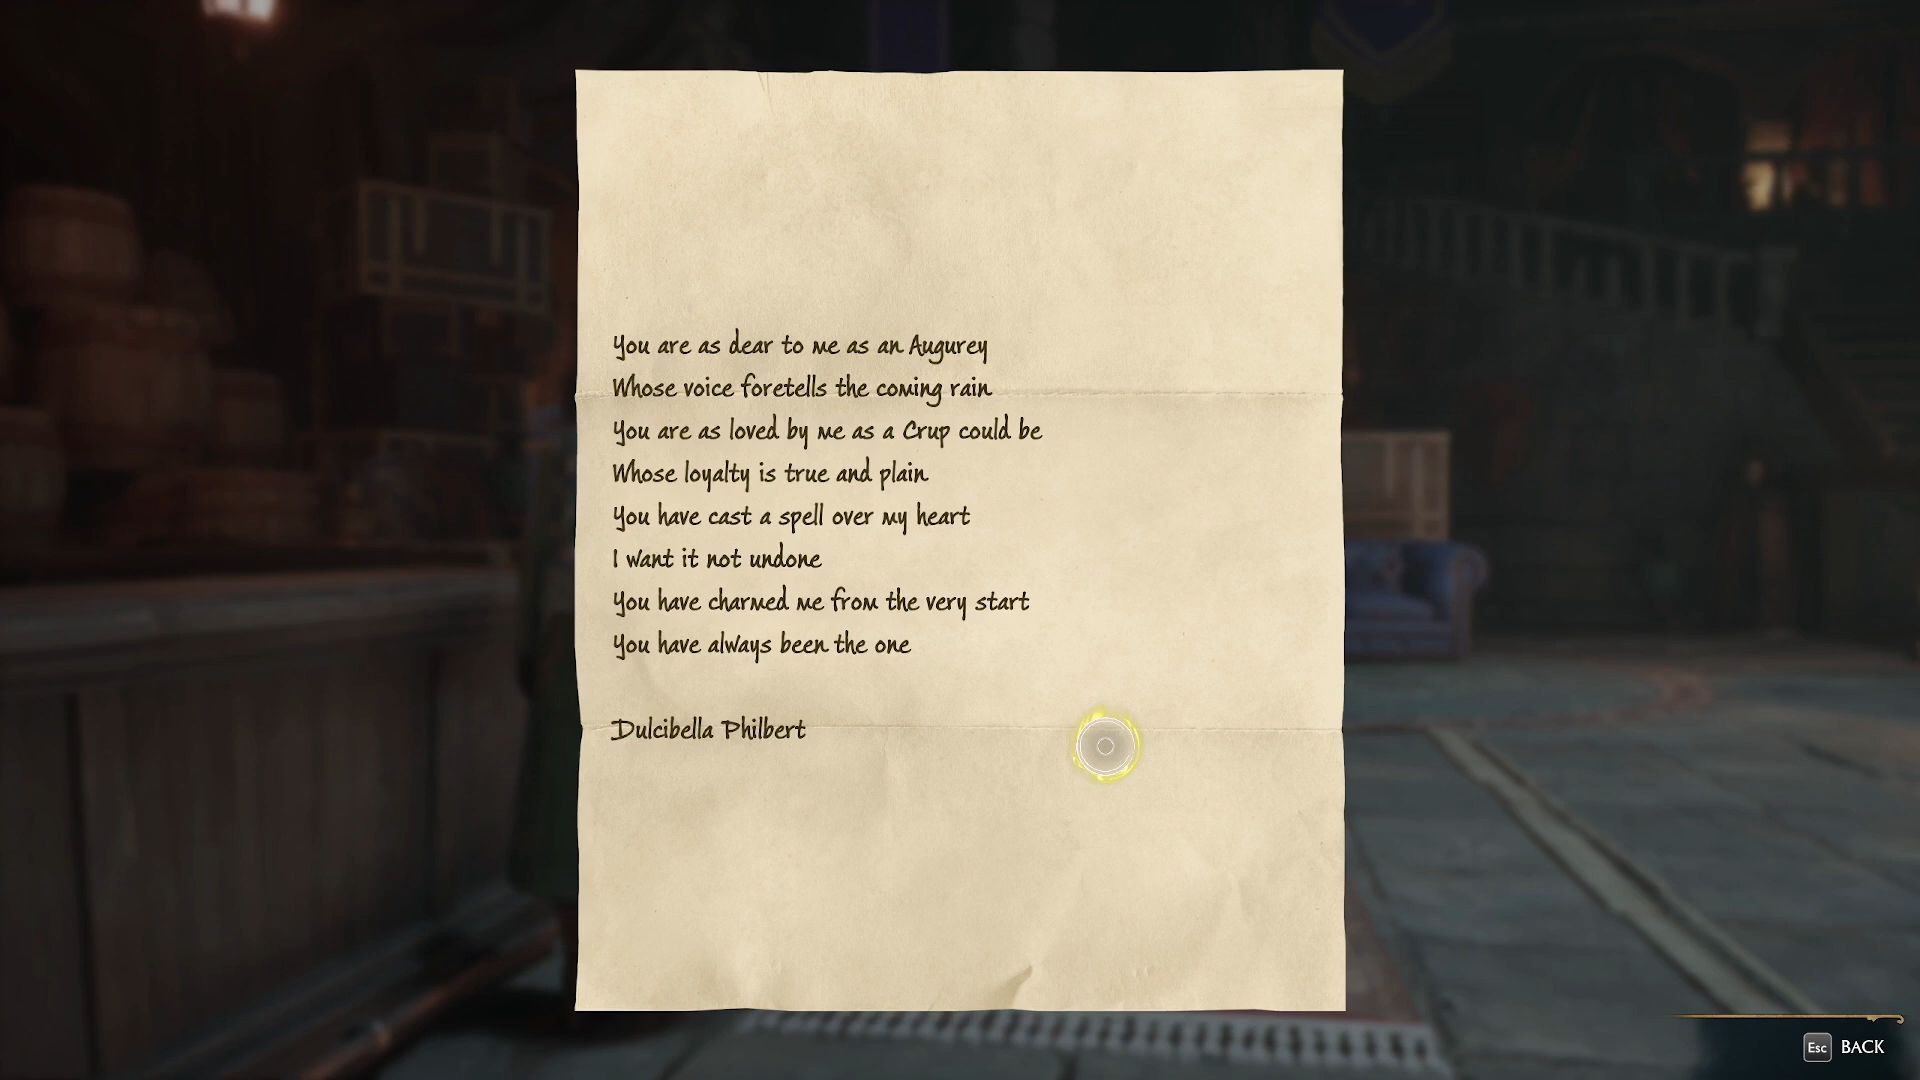 You are as dear to me as an Augurey
Whose voice foretells the coming rain
You are as loved by me as a Crup could be
Whose loyalty is true and plain
You have cast a spell over my heart
I want it not undone
You have charmed me from the very start
You have always been the one
Dulcibella Philbert
Esc BACK